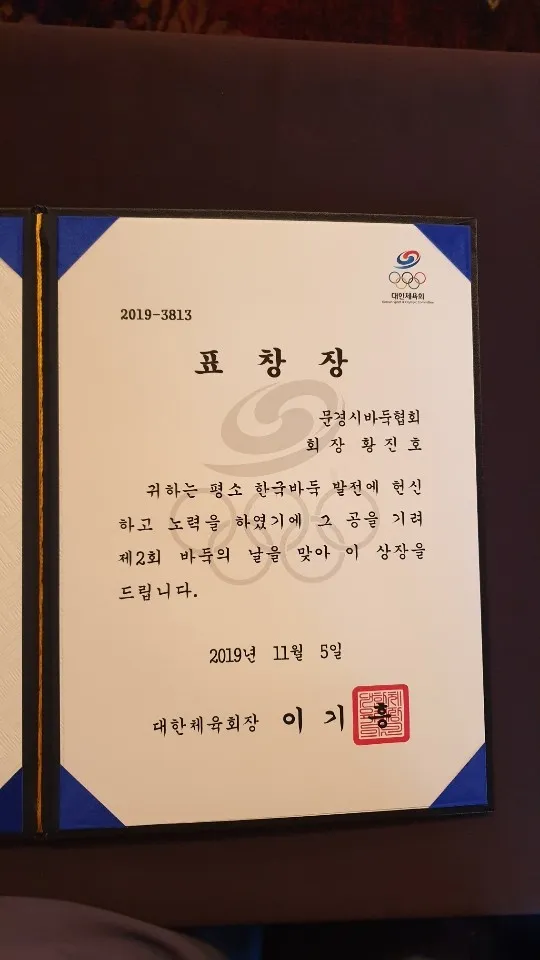 대한체육회
2019-3813
표창장
문경시바둑협회
회장 황진호
귀하는 평소 한국바둑 발전에 헌신
하고 노력을 하였기에 그 공을 기려
제2회 바둑의 날을 맞아 이 상장을
드립니다.
2019년 11월 5일
대한체육회장 이기흥